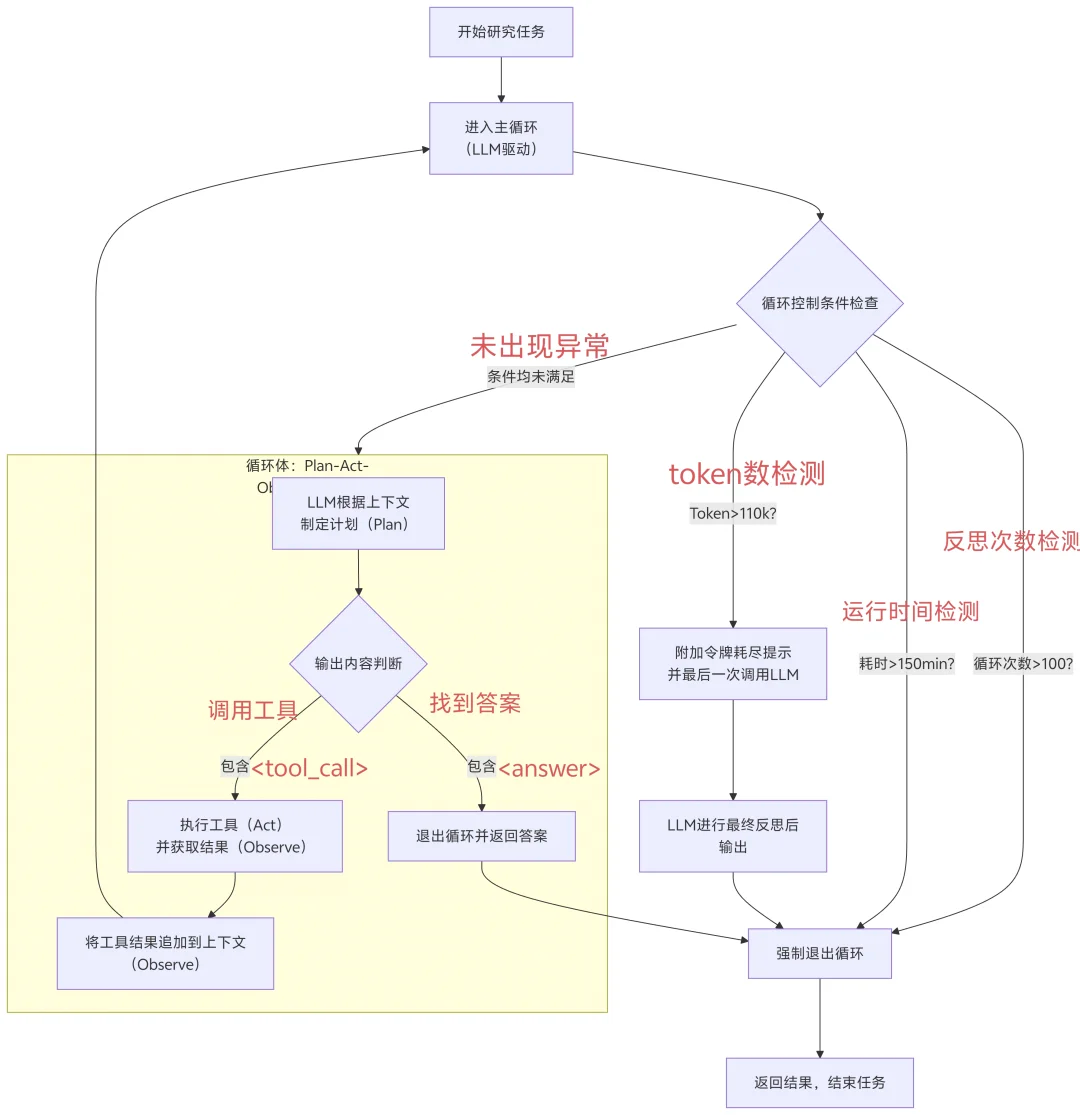 开始研究任务
进入主循环
（LLM驱动）
循环控制条件检查
未出现异常
条件均未满足
循环体：Plan-Act-
LLM根据上下文
制定计划（Plan）
token数检测
Token>110k?
反思次数检测
运行时间检测
耗时>150min?
循环次数>100?
附加令牌耗尽提示
并最后一次调用LLM
输出内容判断
调用工具
找到答案
包含
<tool_call>
包含
<answer>
执行工具（Act）
并获取结果（Observe）
退出循环并返回答案
LLM进行最终反思后
输出
将工具结果追加到上下文
（Observe）
强制退出循环
返回结果，结束任务